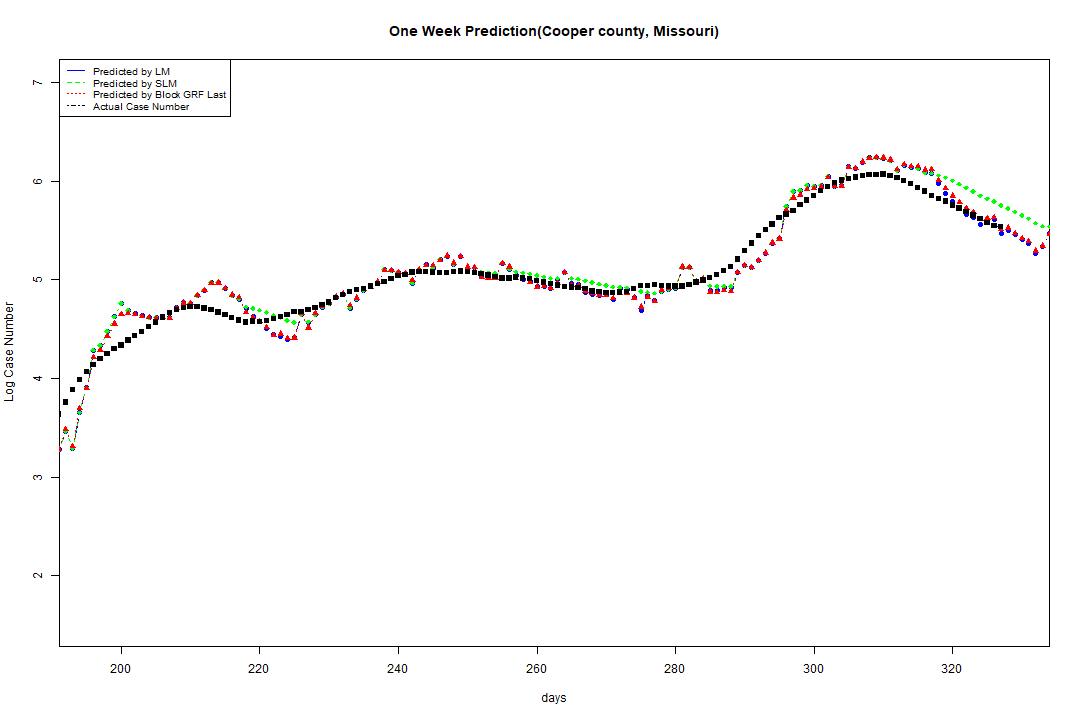 One Week Prediction(Cooper county, Missouri)
Predicted by LM
Predicted by SLM
Predicted by Block GRF Last
Actual Case Number
7
6
5
4
3
2
Log Case Number
200 220 240 260 280 300 320
days